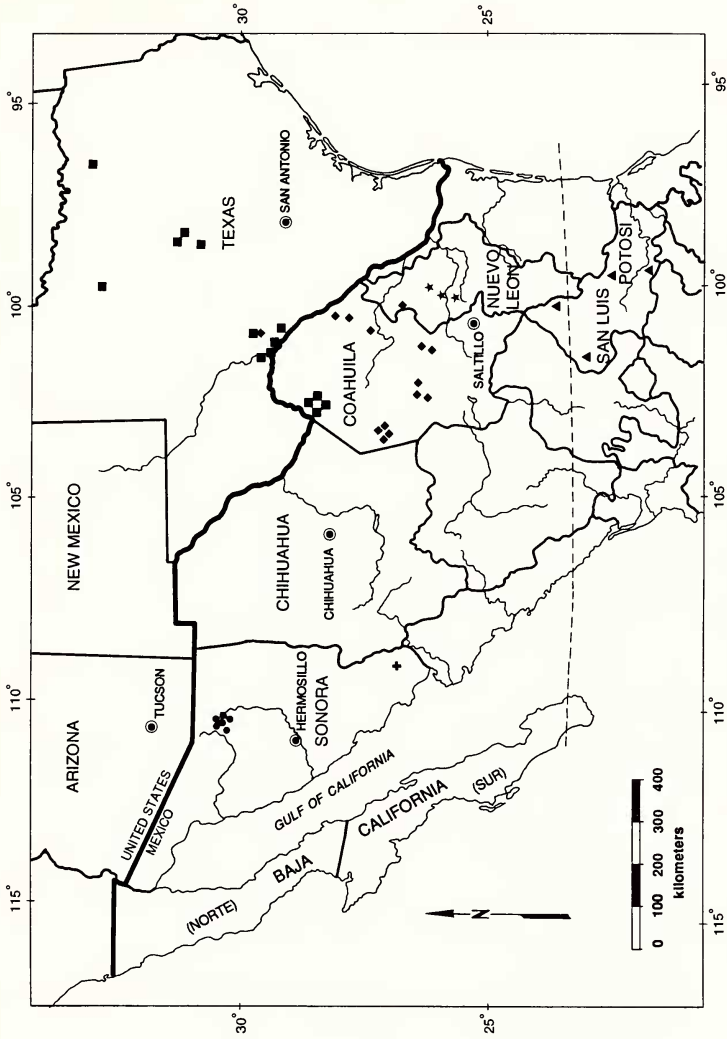 115°
110°
105°
100°
95°
ARIZONA
NEW MEXICO
TEXAS
TUCSON
SAN ANTONIO
UNITED STATES
MEXICO
30°
30°
HERMOSILLO
SONORA
CHIHUAHUA
CHIHUAHUA
COAHUILA
GULF OF CALIFORNIA
(NORTE)
BAJA
CALIFORNIA
(SUR)
NUEVO
LEON
SALTILLO
25°
25°
SAN LUIS
POTOSI
N
0 100 200 300 400
kilometers
115°
110°
105°
100°
95°